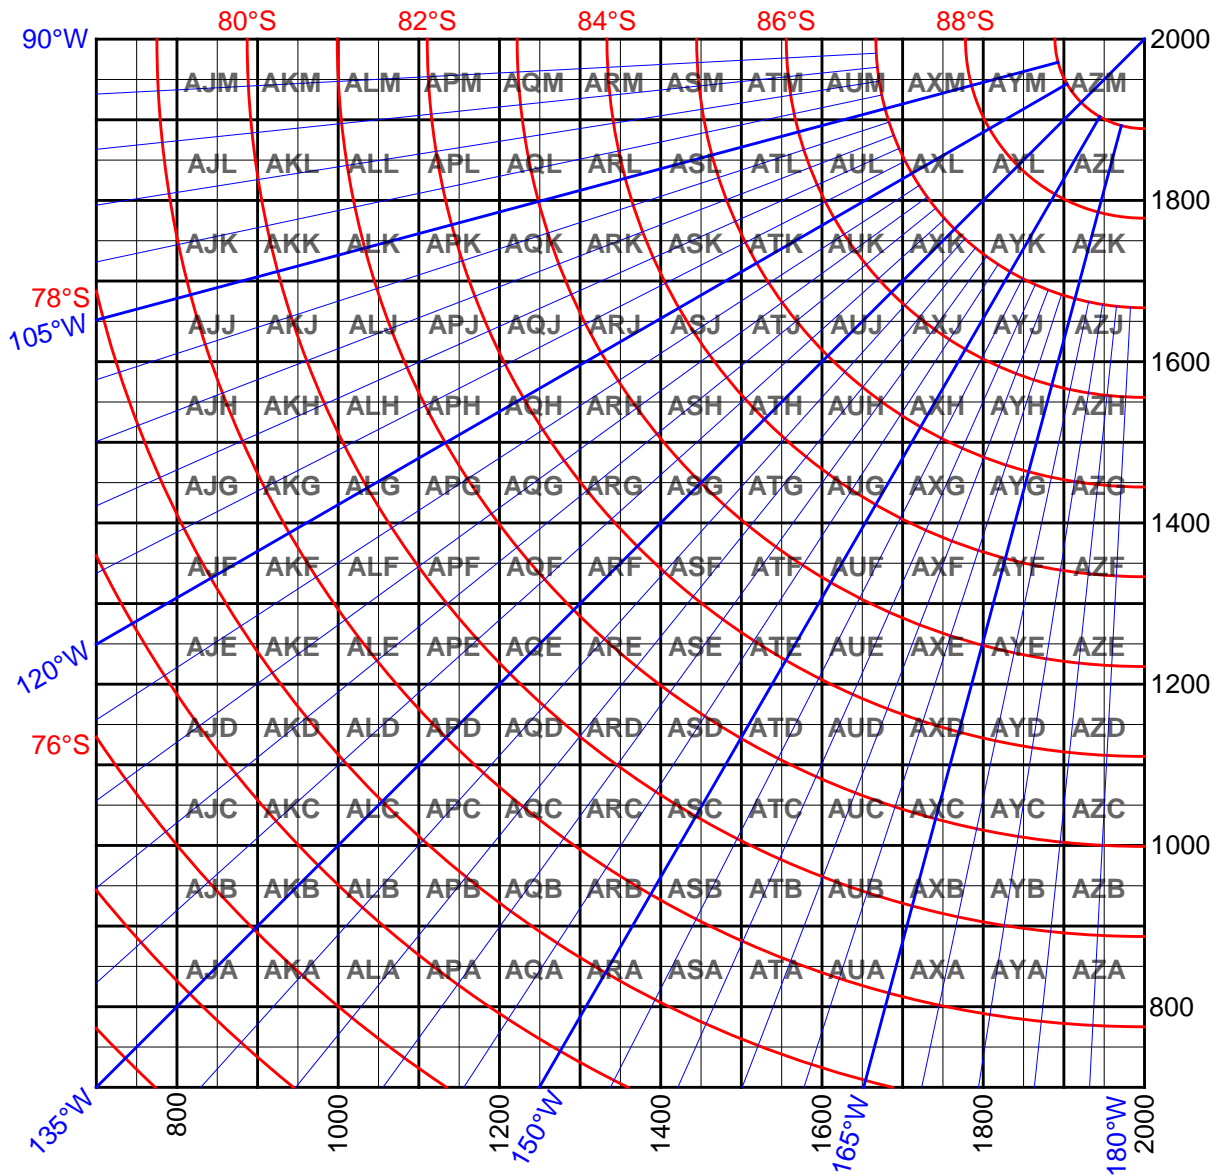 80°S 82°S 84°S 86°S 88°S
90°W 2000
AJM AKM ALM APM AQM ARM ASM ATM AUM AXM AYM AZM
AJL AKL ALL APL AQL ARL ASL ATL AUL AXL AYL AZL
1800
AJK AKK ALK APK AQK ARK ASK ATK AUK AXK AYK AZK
78°S
105°W
AJJ AKJ ALJ APJ AQJ ARJ ASJ ATJ AUJ AXJ AYJ AZJ
1600
AJH AKH ALH APH AQH ARH ASH ATH AUH AXH AYH AZH
AJG AKG ALG APG AQG ARG ASG ATG AUG AXG AYG AZG
1400
AJF AKF ALF APF AQF ARF ASF ATF AUF AXF AYF AZF
120°W
AJE AKE ALE APE AQE ARE ASE ATE AUE AXE AYE AZE
1200
76°S
AJD AKD ALD APD AQD ARD ASD ATD AUD AXD AYD AZD
AJC AKC ALC APC AQC ARC ASC ATC AUC AXC AYC AZC
1000
AJB AKB ALB APB AQB ARB ASB ATB AUB AXB AYB AZB
AJA AKA ALA APA AQA ARA ASA ATA AUA AXA AYA AZA
800
135°W 800 1000 1200 150°W 1400 1600 165°W 1800 180°W 2000